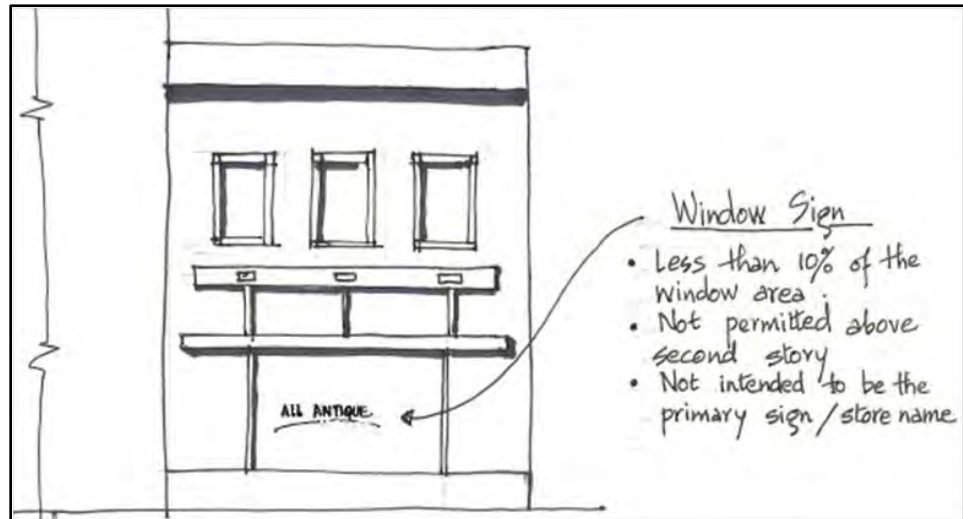 Window Sign
• Less than 10% of the
window area.
• Not permitted above
second story
• Not intended to be the
primary sign / store name
ALL ANTIQUE